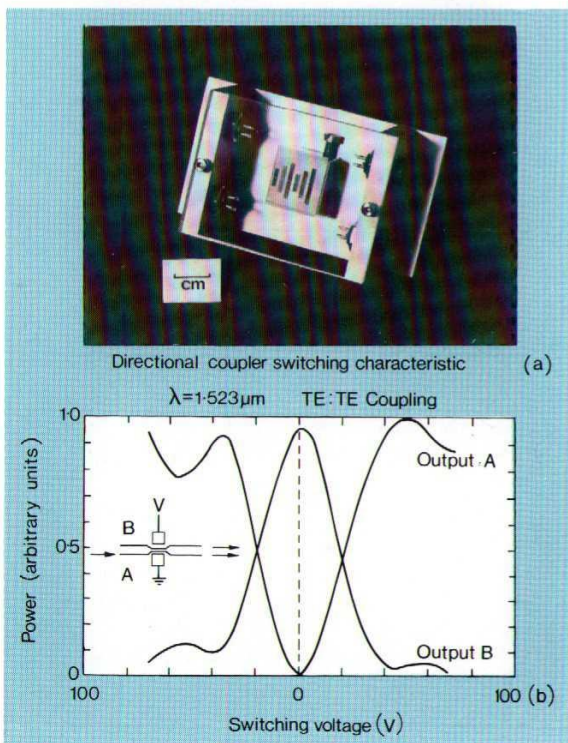 cm
Directional coupler switching characteristic (a)
λ=1·523μm TE:TE Coupling
Power (arbitrary units)
1·0
0·5
0
Output A
Output B
V
B
A
100 0 100 (b)
Switching voltage (V)